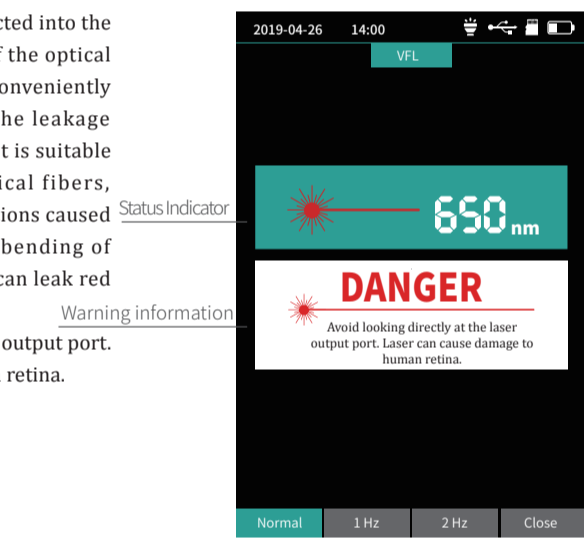 cted into the
f the optical
onveniently
he leakage
t is suitable
ical fibers,
ions caused
bending of
can leak red
output port.
retina.
Status Indicator
Warning information
2019-04-26 14:00
VFL
650nm
DANGER
Avoid looking directly at the laser
output port. Laser can cause damage to
human retina.
Normal 1 Hz 2 Hz Close